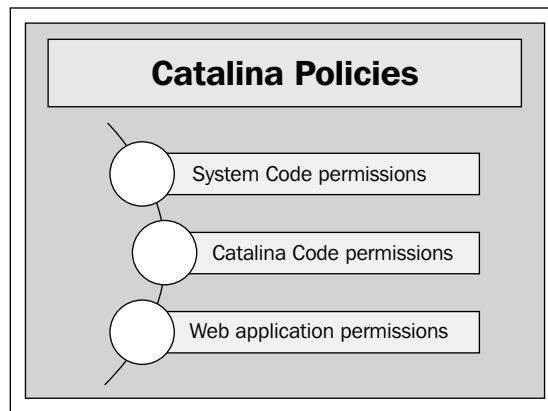 Catalina Policies
System Code permissions
Catalina Code permissions
Web application permissions